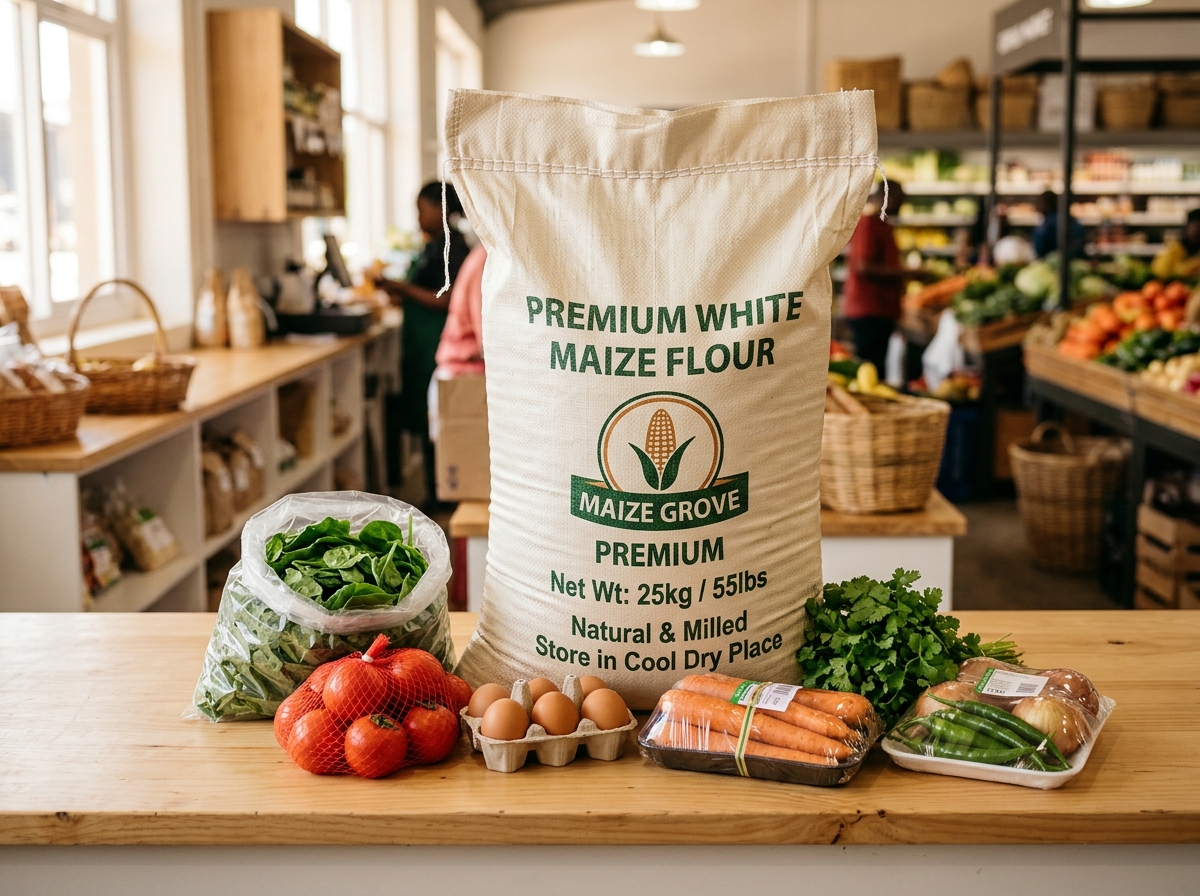 PREMIUM WHITE
MAIZE FLOUR
MAIZE GROVE
PREMIUM
Net Wt: 25kg / 55lbs
Natural & Milled
Store in Cool Dry Place